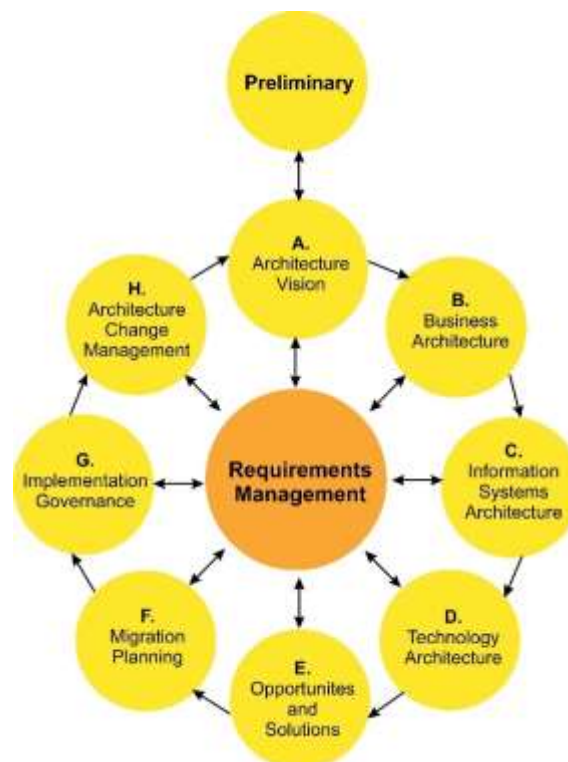 Preliminary
A.
Architecture
Vision
B.
Business
Architecture
C.
Information
Systems
Architecture
D.
Technology
Architecture
E.
Opportunites
and
Solutions
F.
Migration
Planning
G.
Implementation
Governance
H.
Architecture
Change
Management
Requirements
Management